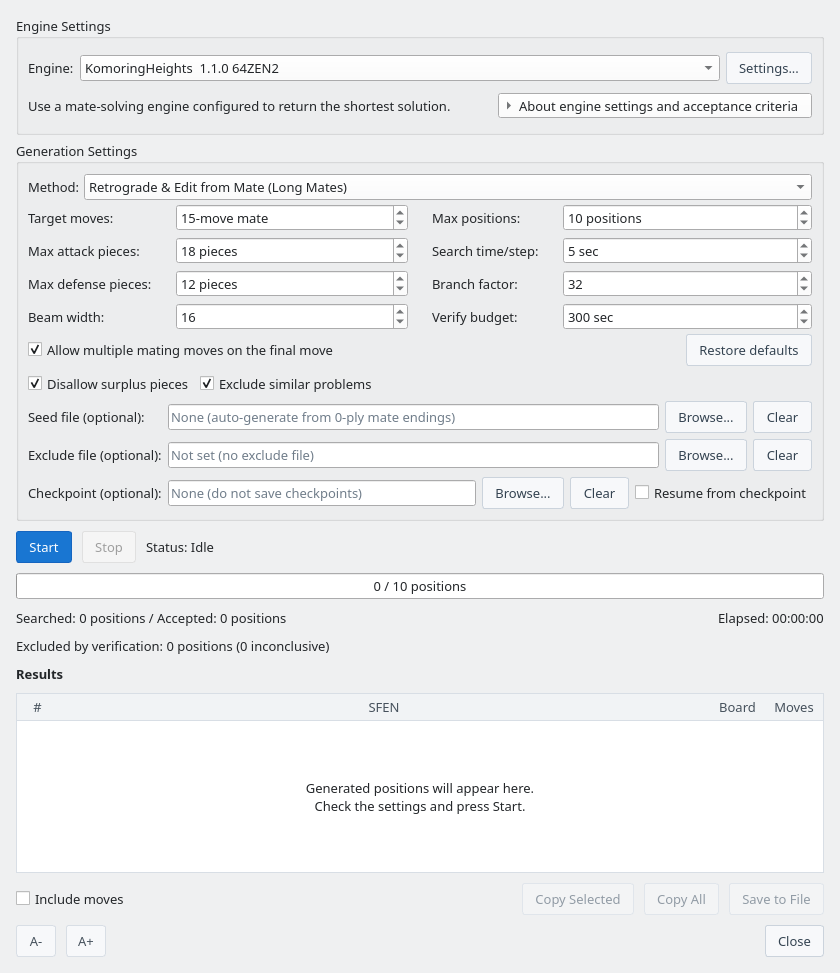 Engine Settings
Engine: KomoringHeights 1.1.0 64ZEN2 Settings...
Use a mate-solving engine configured to return the shortest solution. About engine settings and acceptance criteria
Generation Settings
Method: Retrograde & Edit from Mate (Long Mates)
Target moves: 15-move mate Max positions: 10 positions
Max attack pieces: 18 pieces Search time/step: 5 sec
Max defense pieces: 12 pieces Branch factor: 32
Beam width: 16 Verify budget: 300 sec
Allow multiple mating moves on the final move Restore defaults
Disallow surplus pieces Exclude similar problems
Seed file (optional): None (auto-generate from 0-ply mate endings) Browse... Clear
Exclude file (optional): Not set (no exclude file) Browse... Clear
Checkpoint (optional): None (do not save checkpoints) Browse... Clear Resume from checkpoint
Start Stop Status: Idle
0 / 10 positions
Searched: 0 positions / Accepted: 0 positions Elapsed: 00:00:00
Excluded by verification: 0 positions (0 inconclusive)
Results
# SFEN Board Moves
Generated positions will appear here.
Check the settings and press Start.
Include moves Copy Selected Copy All Save to File
A- A+ Close